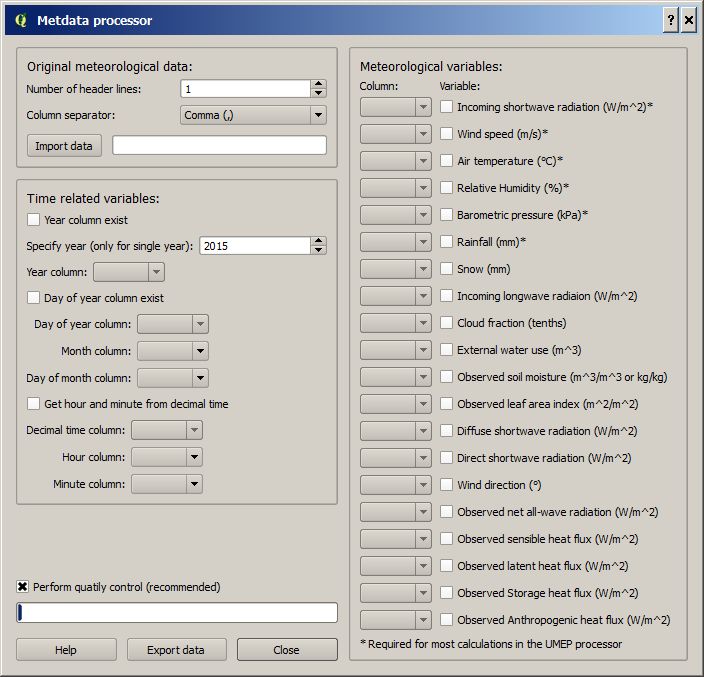 Metdata processor
Original meteorological data:
Number of header lines: 1
Column separator: Comma (,)
Import data
Time related variables:
Year column exist
Specify year (only for single year): 2015
Year column:
Day of year column exist
Day of year column:
Month column:
Day of month column:
Get hour and minute from decimal time
Decimal time column:
Hour column:
Minute column:
Perform quatily control (recommended)
Help Export data Close
Meteorological variables:
Column: Variable:
Incoming shortwave radiation (W/m^2)*
Wind speed (m/s)*
Air temperature (°C)*
Relative Humidity (%)*
Barometric pressure (kPa)*
Rainfall (mm)*
Snow (mm)
Incoming longwave radiaion (W/m^2)
Cloud fraction (tenths)
External water use (m^3)
Observed soil moisture (m^3/m^3 or kg/kg)
Observed leaf area index (m^2/m^2)
Diffuse shortwave radiation (W/m^2)
Direct shortwave radiation (W/m^2)
Wind direction (°)
Observed net all-wave radiation (W/m^2)
Observed sensible heat flux (W/m^2)
Observed latent heat flux (W/m^2)
Observed Storage heat flux (W/m^2)
Observed Anthropogenic heat flux (W/m^2)
* Required for most calculations in the UMEP processor